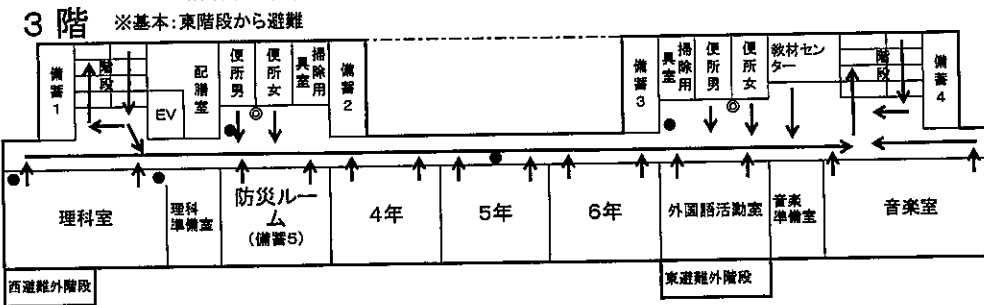 3階 ※基本：東階段から避難
備蓄1
階段
EV
配膳室
便所男
便所女
掃除用具室
備蓄2
備蓄3
掃除用具室
便所男
便所女
教材センター
階段
備蓄4
理科室
理科準備室
防災ルーム
(備蓄5)
4年
5年
6年
外国語活動室
音楽準備室
音楽室
西避難外階段
東避難外階段